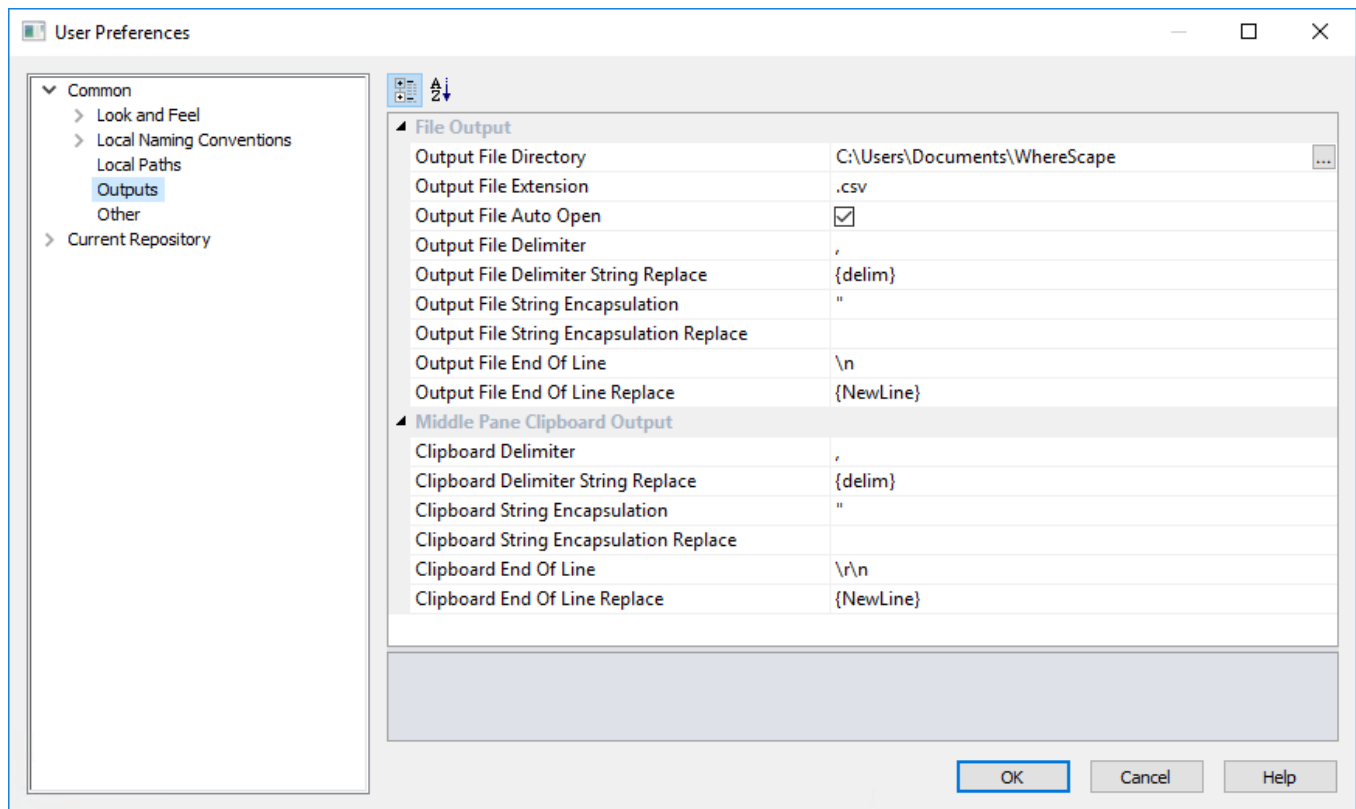 User Preferences
Common
Look and Feel
Local Naming Conventions
Local Paths
Outputs
Other
Current Repository
File Output
Output File Directory C:\Users\Documents\WhereScape ...
Output File Extension .csv
Output File Auto Open
Output File Delimiter ,
Output File Delimiter String Replace {delim}
Output File String Encapsulation "
Output File String Encapsulation Replace
Output File End Of Line \n
Output File End Of Line Replace {NewLine}
Middle Pane Clipboard Output
Clipboard Delimiter ,
Clipboard Delimiter String Replace {delim}
Clipboard String Encapsulation "
Clipboard String Encapsulation Replace
Clipboard End Of Line \r\n
Clipboard End Of Line Replace {NewLine}
OK Cancel Help